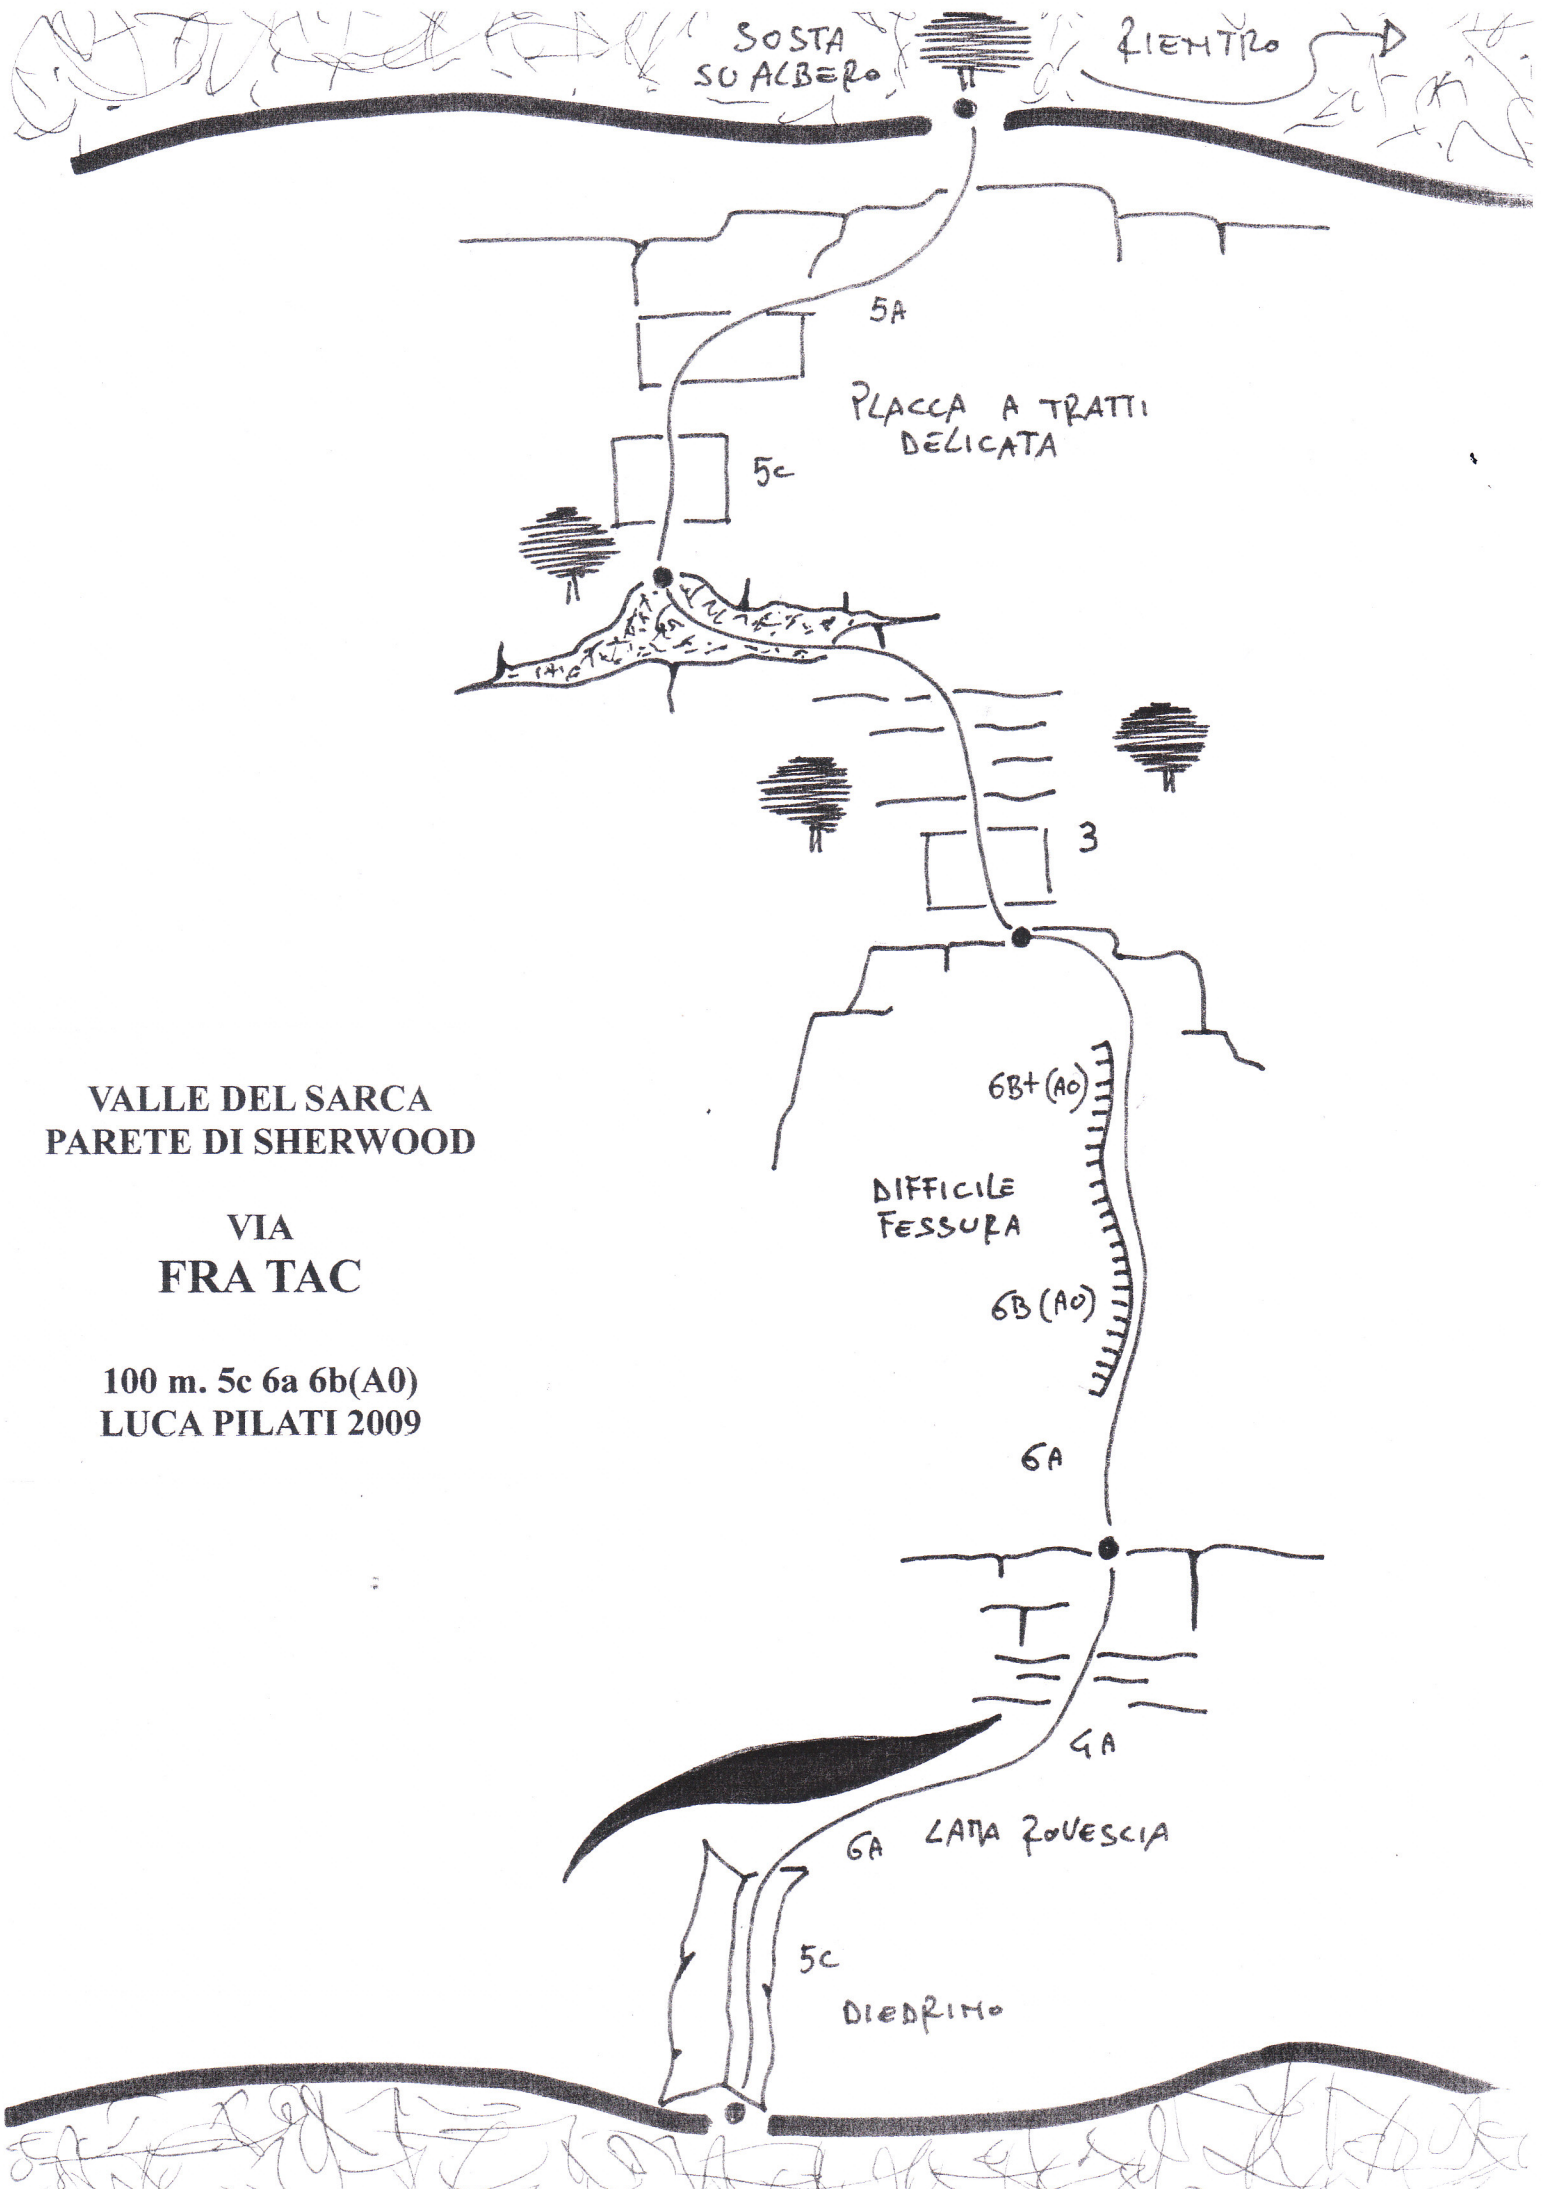 SOSTA
SU ALBERO
RIENTRO
5A
PLACCA A TRATTI
DELICATA
5c
3
6B+(A0)
DIFFICILE
FESSURA
6B(A0)
6A
VALLE DEL SARCA
PARETE DI SHERWOOD
VIA
FRA TAC
100 m. 5c 6a 6b(A0)
LUCA PILATI 2009
4A
6A LAMA ROVESCIA
5C
DIEDRINO